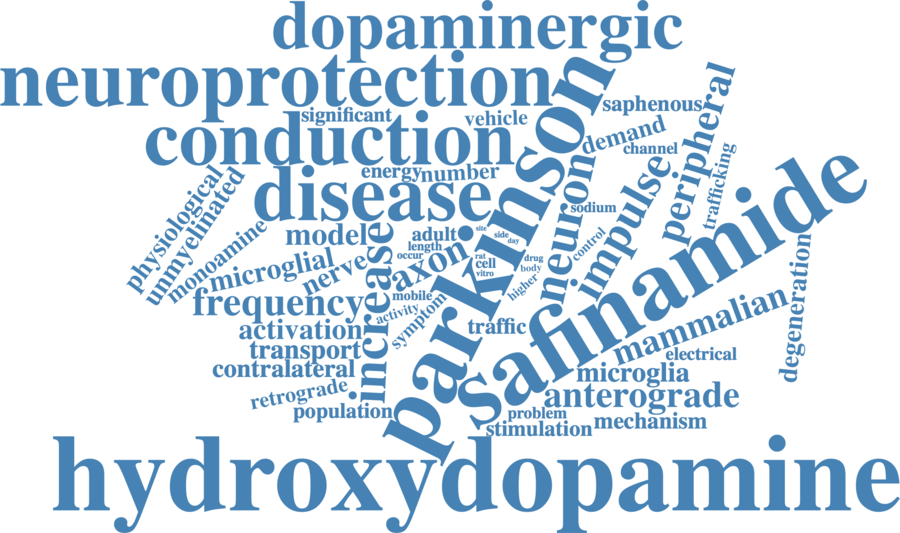 dopaminergic
neuroprotection
significant
vehicle
saphenous
peripheral
conduction
parkinson
demand
channel
trafficking
energy
number
disease
neuron
impulse
safinamide
physiological
unmyelinated
monoamine
sodium
model
adult
site
side
day
length
occur
axon
rat
cell
vitro
drug
body
higher
control
microglial
nerve
increase
frequency
mobile
activity
symptom
activation
traffic
mammalian
degeneration
transport
electrical
contralateral
microglia
retrograde
anterograde
population
problem
stimulation
mechanism
hydroxydopamine